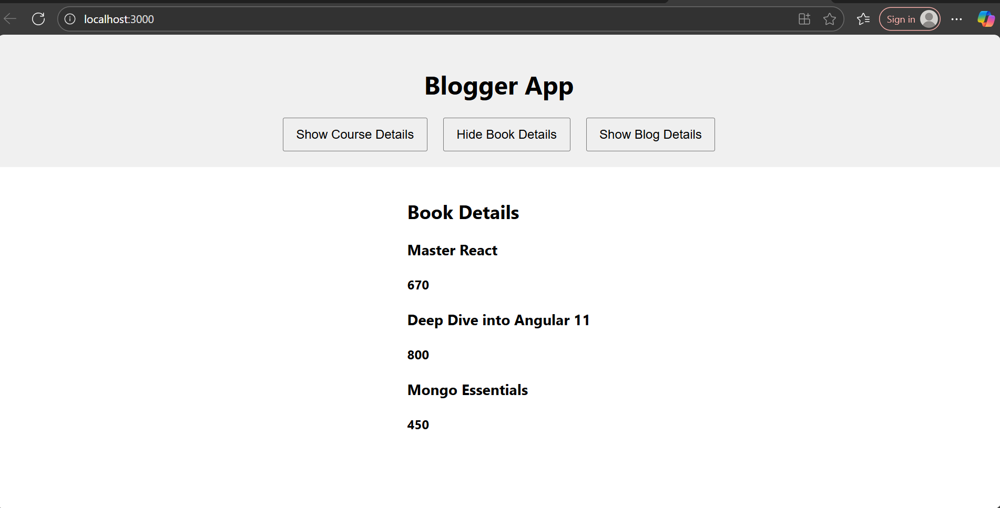 localhost:3000
Sign in
Blogger App
Show Course Details
Hide Book Details
Show Blog Details
Book Details
Master React
670
Deep Dive into Angular 11
800
Mongo Essentials
450